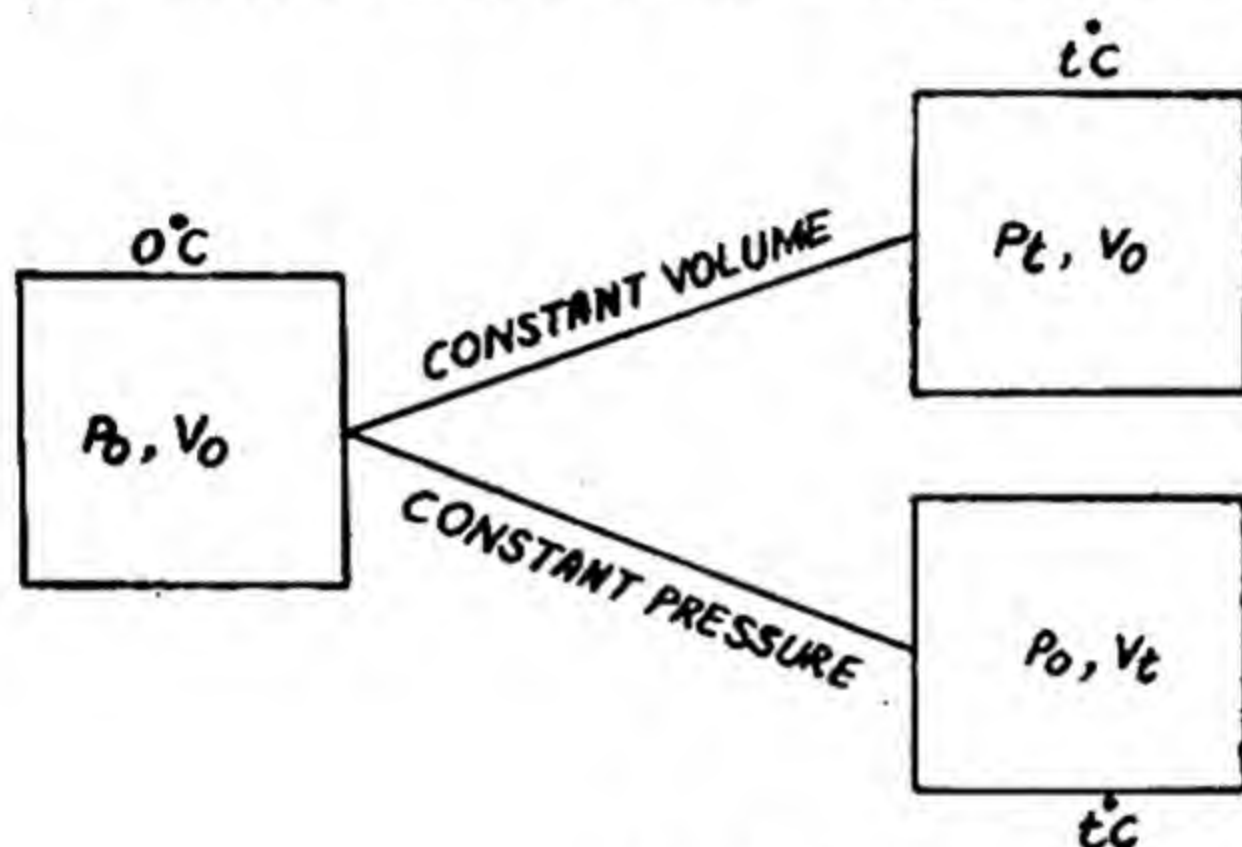 t°C
0°C
CONSTANT VOLUME
Pt, V0
P0, V0
CONSTANT PRESSURE
P0, Vt
t°C